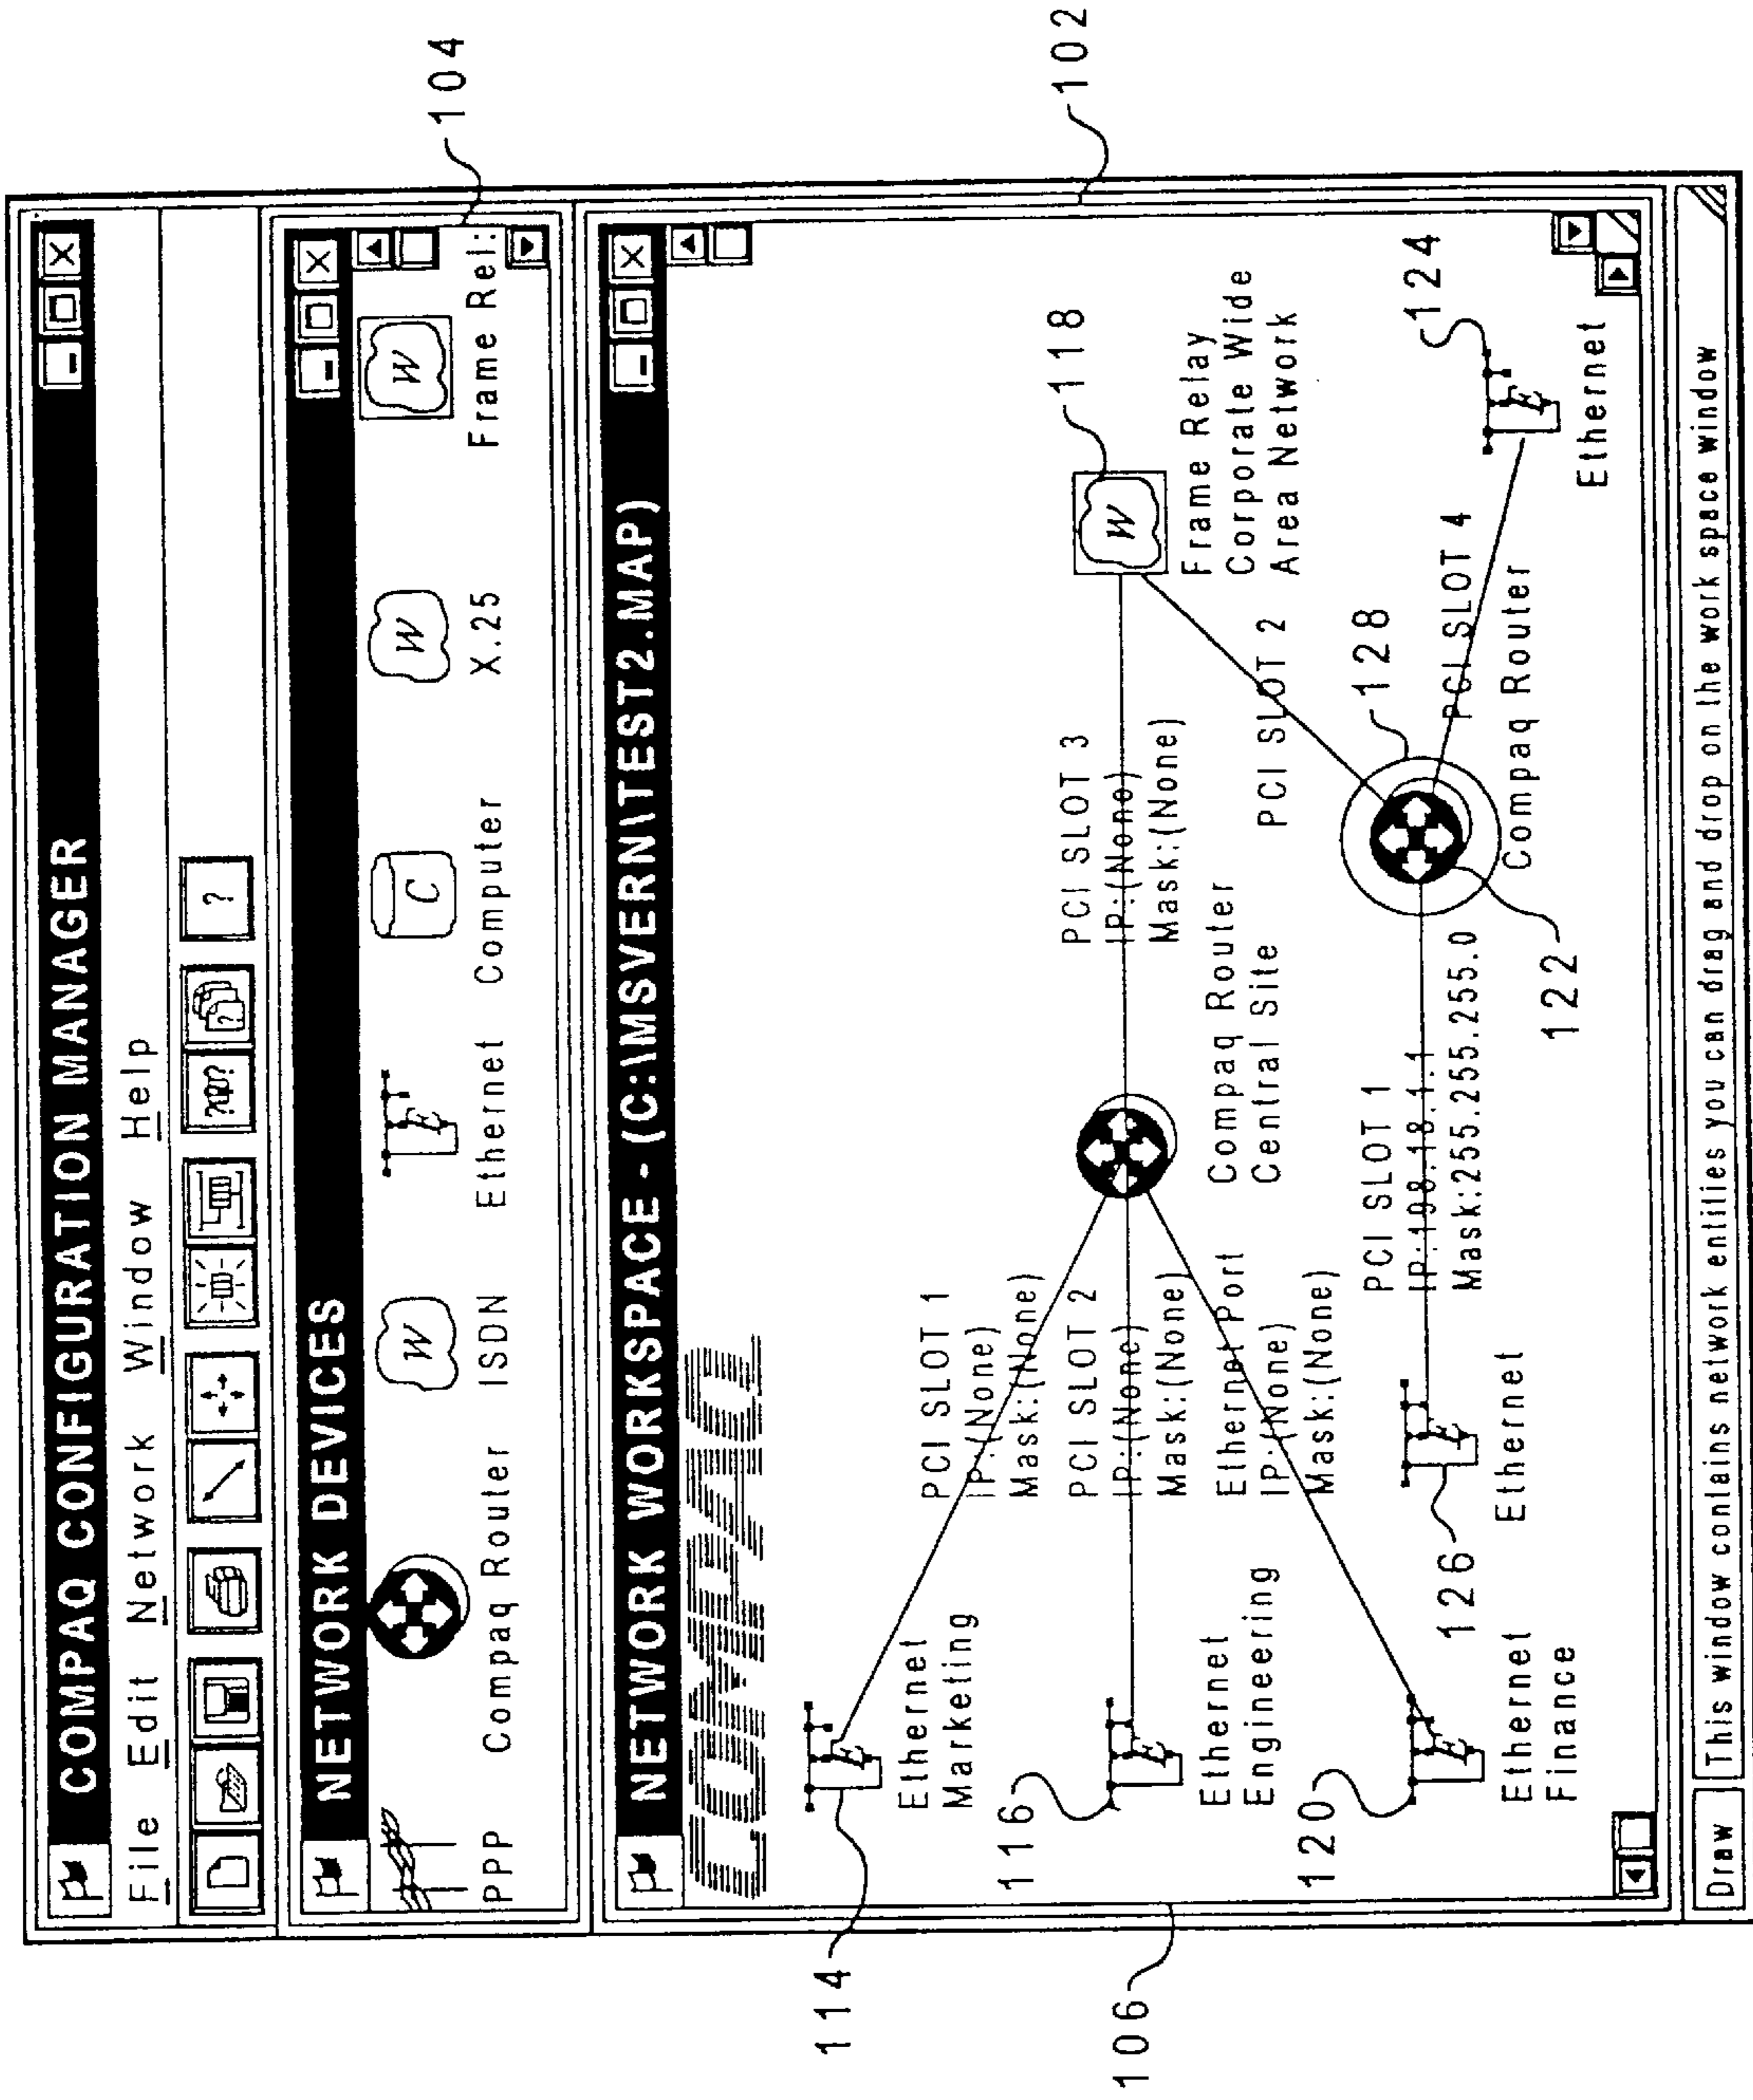 COMPAQ CONFIGURATION MANAGER
File Edit Network Window Help
?
104
NETWORK DEVICES
PPP
Compaq Router
ISDN
Ethernet
Computer
X.25
Frame Rel:
W
E
C
W
W
NETWORK WORKSPACE - (C:\MSVERN\TEST2.MAP)
102
COMPAQ
114
E
Ethernet
Marketing
PCI SLOT 1
IP:(None)
Mask:(None)
116
E
Ethernet
Engineering
PCI SLOT 2
IP:(None)
Mask:(None)
PCI SLOT 3
IP:(None)
Mask:(None)
W
118
Frame Relay
Corporate Wide
Area Network
Compaq Router
Central Site
106
120
E
Ethernet
Finance
Ethernet Port
IP:(None)
Mask:(None)
PCI SLOT 2
126
E
Ethernet
PCI SLOT 1
IP:198.18.1.1
Mask:255.255.255.0
128
122
Compaq Router
PCI SLOT 4
124
E
Ethernet
Draw
This window contains network entities you can drag and drop on the work space window